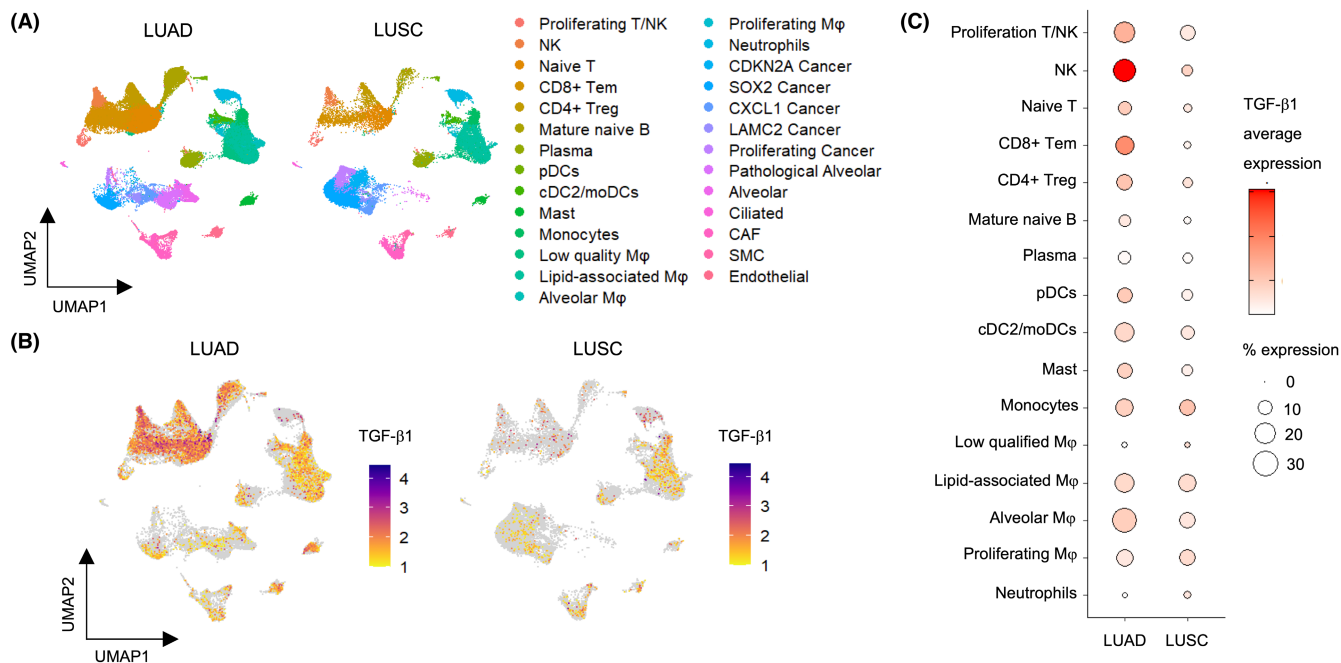 (A)
LUAD
LUSC
UMAP2
UMAP1
Proliferating T/NK
NK
Naive T
CD8+ Tem
CD4+ Treg
Mature naive B
Plasma
pDCs
cDC2/moDCs
Mast
Monocytes
Low quality Mφ
Lipid-associated Mφ
Alveolar Mφ
Proliferating Mφ
Neutrophils
CDKN2A Cancer
SOX2 Cancer
CXCL1 Cancer
LAMC2 Cancer
Proliferating Cancer
Pathological Alveolar
Alveolar
Ciliated
CAF
SMC
Endothelial
(B)
LUAD
LUSC
UMAP2
UMAP1
TGF-β1
4
3
2
1
TGF-β1
4
3
2
1
(C)
Proliferation T/NK
NK
Naive T
CD8+ Tem
CD4+ Treg
Mature naive B
Plasma
pDCs
cDC2/moDCs
Mast
Monocytes
Low qualified Mφ
Lipid-associated Mφ
Alveolar Mφ
Proliferating Mφ
Neutrophils
LUAD
LUSC
TGF-β1
average
expression
% expression
0
10
20
30